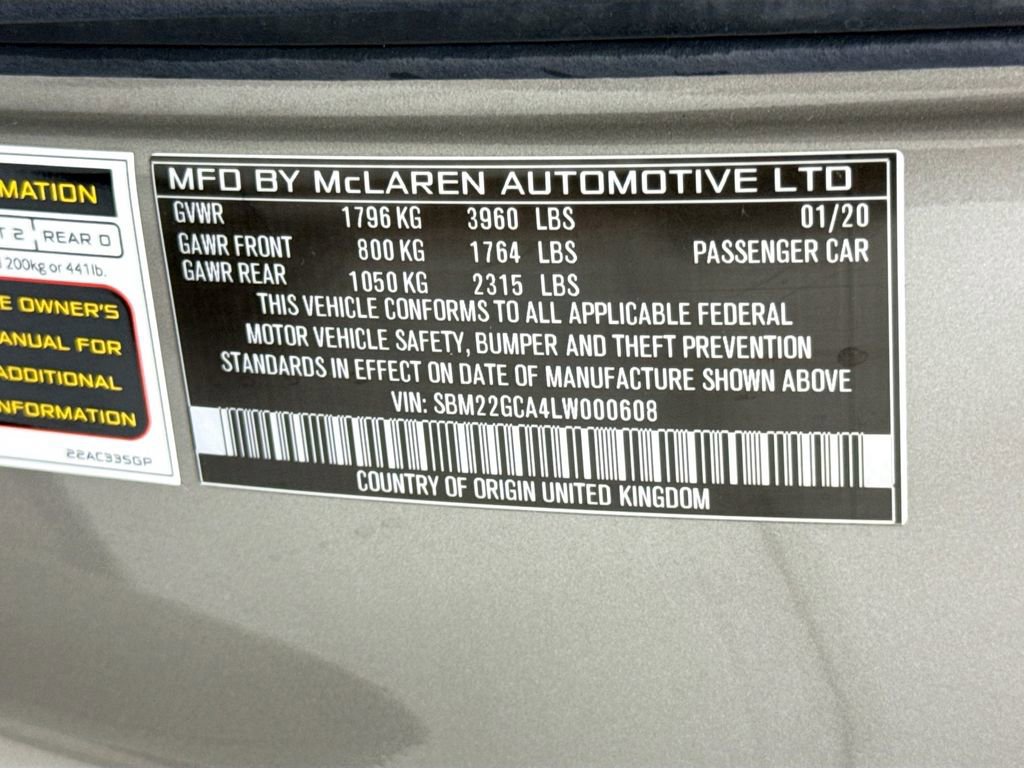 MATION
T 2 REAR 0
200kg or 441lb.
E OWNER'S
ANUAL FOR
ADDITIONAL
INFORMATION
22AC335GP
MFD BY McLAREN AUTOMOTIVE LTD
GVWR 1796 KG 3960 LBS 01/20
GAWR FRONT 800 KG 1764 LBS PASSENGER CAR
GAWR REAR 1050 KG 2315 LBS
THIS VEHICLE CONFORMS TO ALL APPLICABLE FEDERAL
MOTOR VEHICLE SAFETY, BUMPER AND THEFT PREVENTION
STANDARDS IN EFFECT ON DATE OF MANUFACTURE SHOWN ABOVE
VIN: SBM22GCA4LW000608
COUNTRY OF ORIGIN UNITED KINGDOM